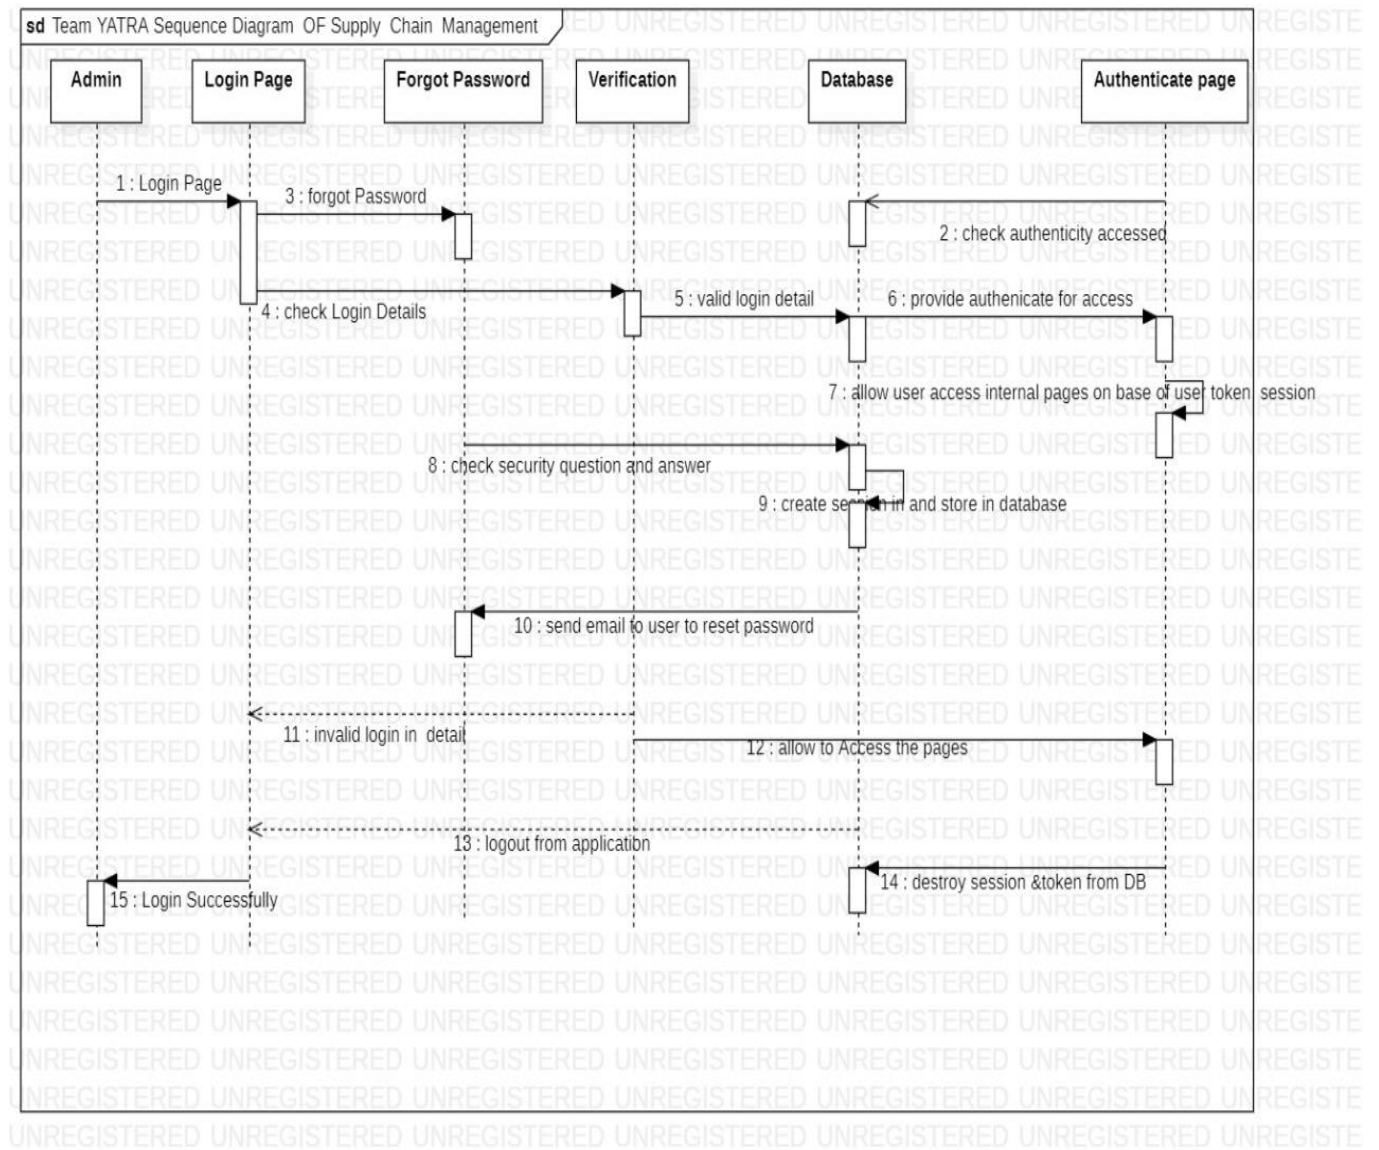 sd Team YATRA Sequence Diagram OF Supply Chain Management
Admin
Login Page
Forgot Password
Verification
Database
Authenticate page
1 : Login Page
3 : forgot Password
2 : check authenticity accessed
4 : check Login Details
5 : valid login detail
6 : provide authenicate for access
7 : allow user access internal pages on base of user token session
8 : check security question and answer
9 : create session in and store in database
10 : send email to user to reset password
11 : invalid login in detail
12 : allow to Access the pages
13 : logout from application
14 : destroy session &token from DB
15 : Login Successfully